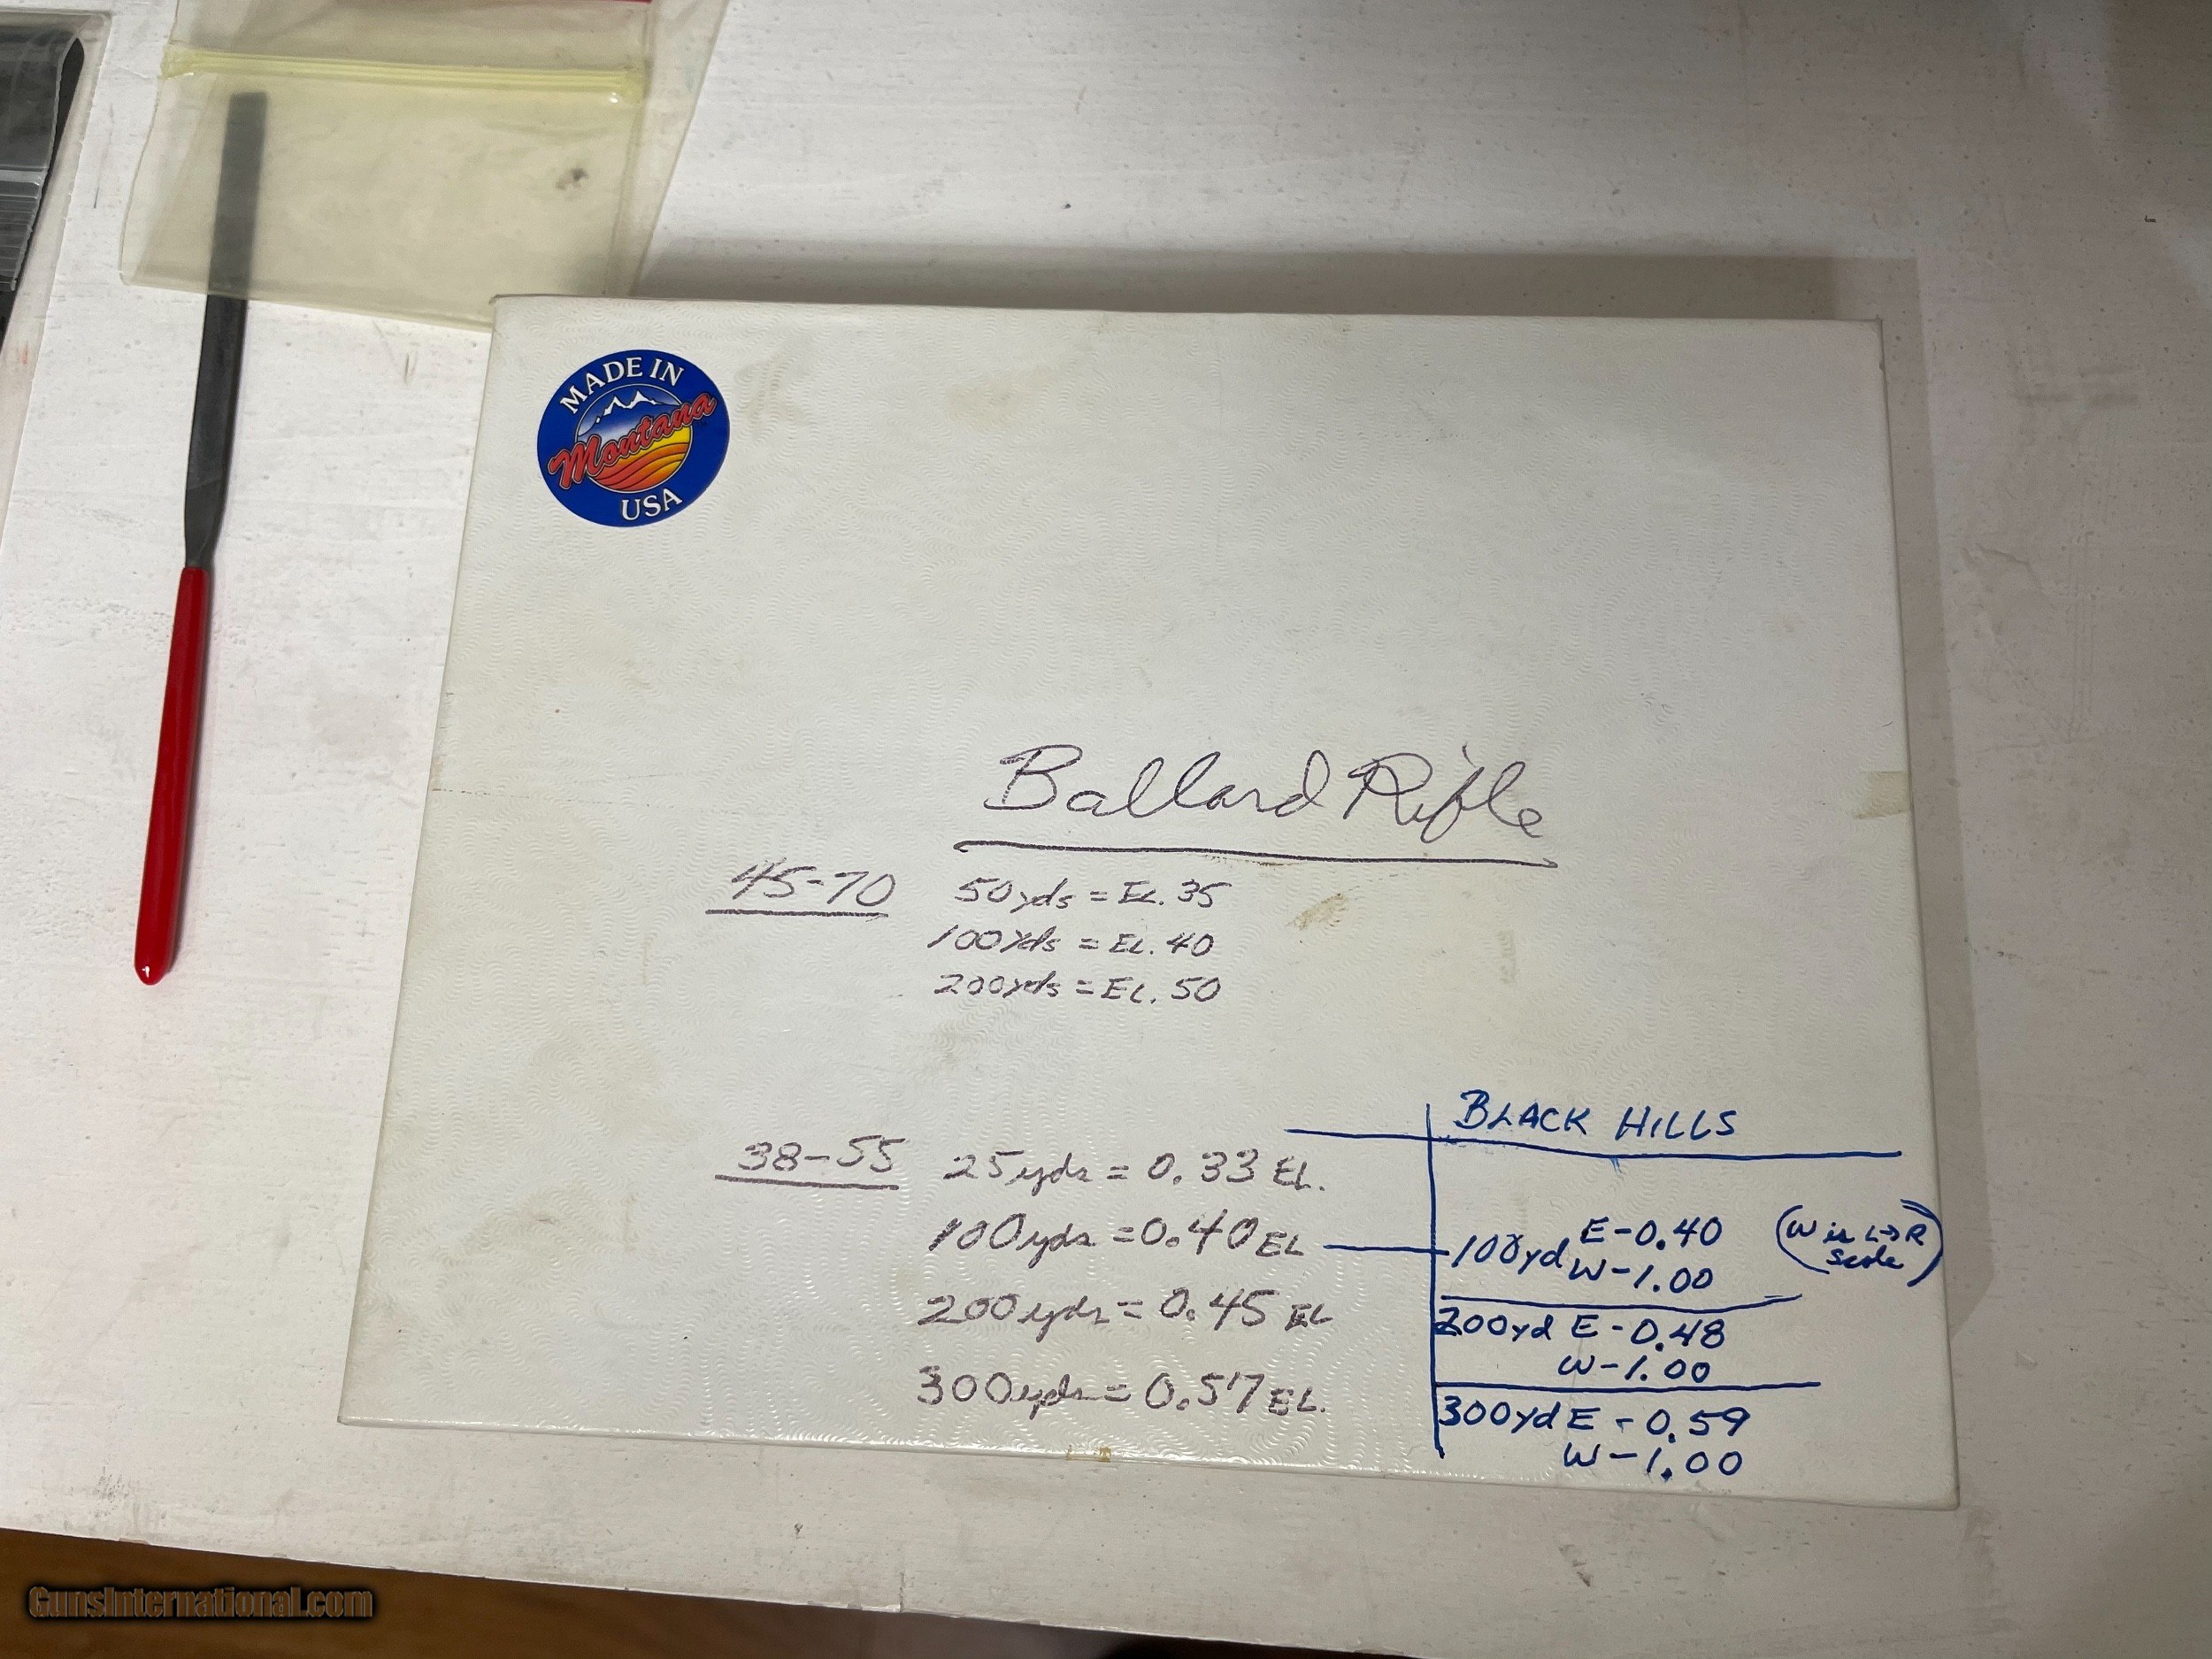 MADE IN
Montana
USA
Ballard Rifle
45-70 50yds = EL. 35
100yds = EL. 40
200yds = EL. 50
BLACK HILLS
38-55 25yds = 0.33 EL.
100yds = 0.40 EL
100yd E-0.40
W-1.00
(W is L→R
Scale)
200yds = 0.45 EL
200yd E-0.48
W-1.00
300yds = 0.57 EL.
300yd E-0.59
W-1.00
GunsInternational.com